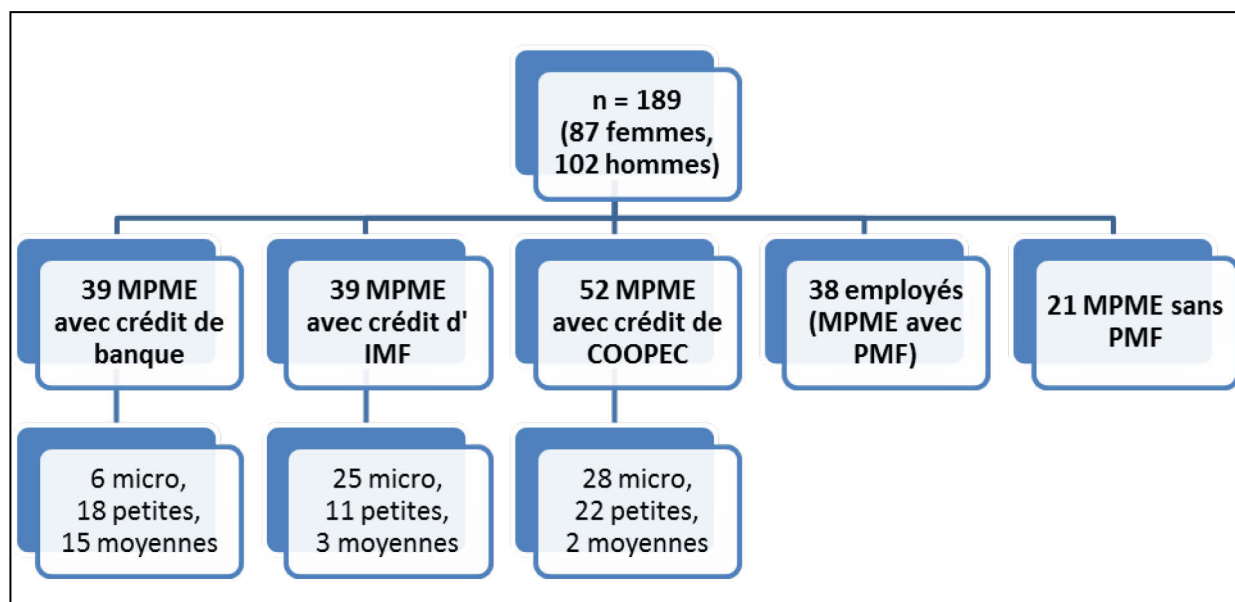 n = 189
(87 femmes,
102 hommes)
39 MPME
avec crédit de
banque
39 MPME
avec crédit d'
IMF
52 MPME
avec crédit de
COOPEC
38 employés
(MPME avec
PMF)
21 MPME sans
PMF
6 micro,
18 petites,
15 moyennes
25 micro,
11 petites,
3 moyennes
28 micro,
22 petites,
2 moyennes